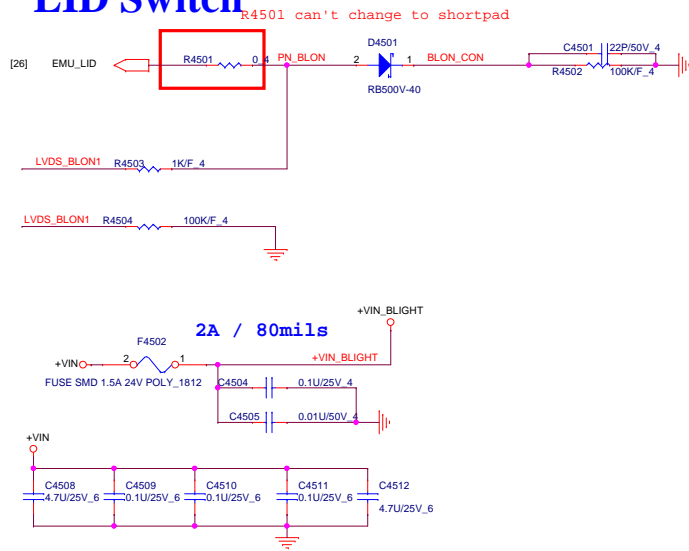 LID Switch
R4501 can't change to shortpad
[26] EMU_LID R4501 0_4 PN_BLON 2 D4501 1 BLON_CON C4501 22P/50V_4
RB500V-40 R4502 100K/F_4
LVDS_BLON1 R4503 1K/F_4
LVDS_BLON1 R4504 100K/F_4
+VIN_BLIGHT
2A / 80mils
F4502
+VIN 2 1 +VIN_BLIGHT
FUSE SMD 1.5A 24V POLY_1812 C4504 0.1U/25V_4
C4505 0.01U/50V_4
+VIN
C4508 C4509 C4510 C4511 C4512
4.7U/25V_6 0.1U/25V_6 0.1U/25V_6 0.1U/25V_6 4.7U/25V_6